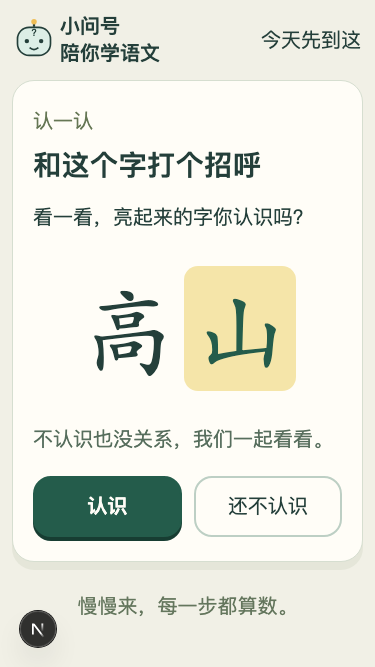 小问号
陪你学语文
今天先到这
认一认
和这个字打个招呼
看一看，亮起来的字你认识吗？
高山
不认识也没关系，我们一起看看。
认识
还不认识
慢慢来，每一步都算数。
N